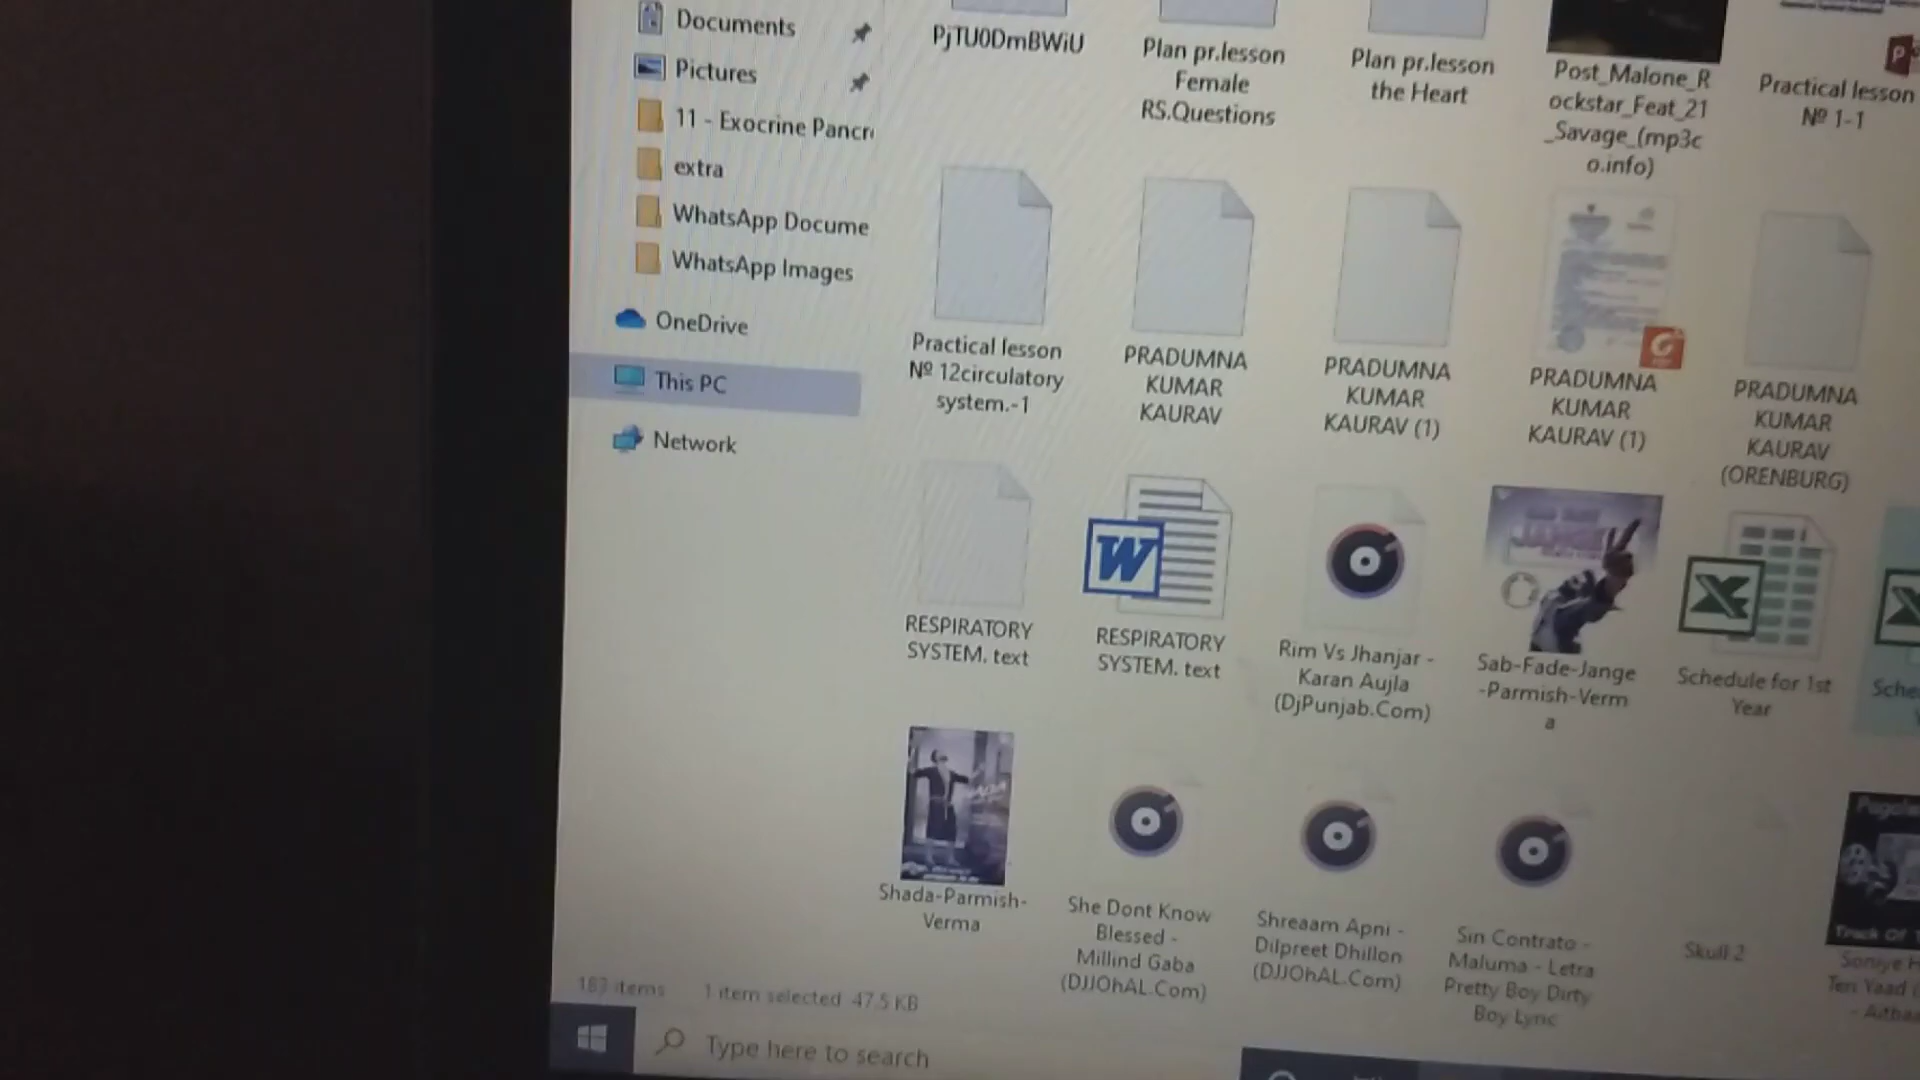 Documents
Pictures
11 - Exocrine Pancr
extra
WhatsApp Docume
WhatsApp Images
OneDrive
This PC
Network
PjTU0DmBWiU
Plan pr.lesson
Female
RS.Questions
Plan pr.lesson
the Heart
Post_Malone_R
ockstar_Feat_21
_Savage_(mp3c
o.info)
Practical lesson
№ 1-1
Practical lesson
№ 12circulatory
system.-1
PRADUMNA
KUMAR
KAURAV
PRADUMNA
KUMAR
KAURAV (1)
PRADUMNA
KUMAR
KAURAV (1)
PRADUMNA
KUMAR
KAURAV
(ORENBURG)
RESPIRATORY
SYSTEM. text
RESPIRATORY
SYSTEM. text
Rim Vs Jhanjar -
Karan Aujla
(DjPunjab.Com)
Sab-Fade-Jange
-Parmish-Verm
a
Schedule for 1st
Year
Sche
Shada-Parmish-
Verma
She Dont Know
Blessed -
Millind Gaba
(DJJOhAL.Com)
Shreaam Apni -
Dilpreet Dhillon
(DJJOhAL.Com)
Sin Contrato -
Maluma - Letra
Pretty Boy Dirty
Boy Lyric
Skull 2
Soniye H
Teri Yaad
183 items 1 item selected 47.5 KB
Type here to search